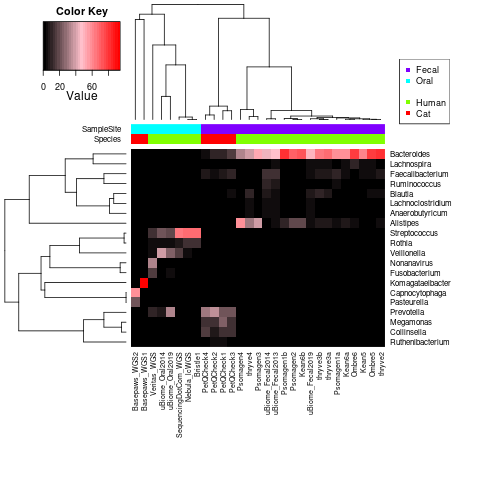 Color Key
0 20 60
Value
Fecal
Oral
Human
Cat
SampleSite
Species
Bacteroides
Lachnospira
Faecalibacterium
Ruminococcus
Blautia
Lachnoclostridium
Anaerobutyricum
Alistipes
Streptococcus
Rothia
Veillonella
Nonanavirus
Fusobacterium
Komagataeibacter
Capnocytophaga
Pasteurella
Prevotella
Megamonas
Collinsella
Ruthenibacterium
Basepaws_WGS2
Basepaws_WGS1
Veritas_WGS
uBiome_Oral2014
uBiome_Oral2019
SequencingDotCom_WGS
Nebula_lcWGS
Bristle1
PetQCheck4
PetQCheck2
PetQCheck1
PetQCheck3
Psomagen4
thryve4
Psomagen3
uBiome_Fecal2014
uBiome_Fecal2013
Psomagen1b
Psomagen2
Kean6b
uBiome_Fecal2019
thryve3b
thryve3a
Psomagen1a
Kean6a
Ombre6
Kean5
Ombre5
thryve2